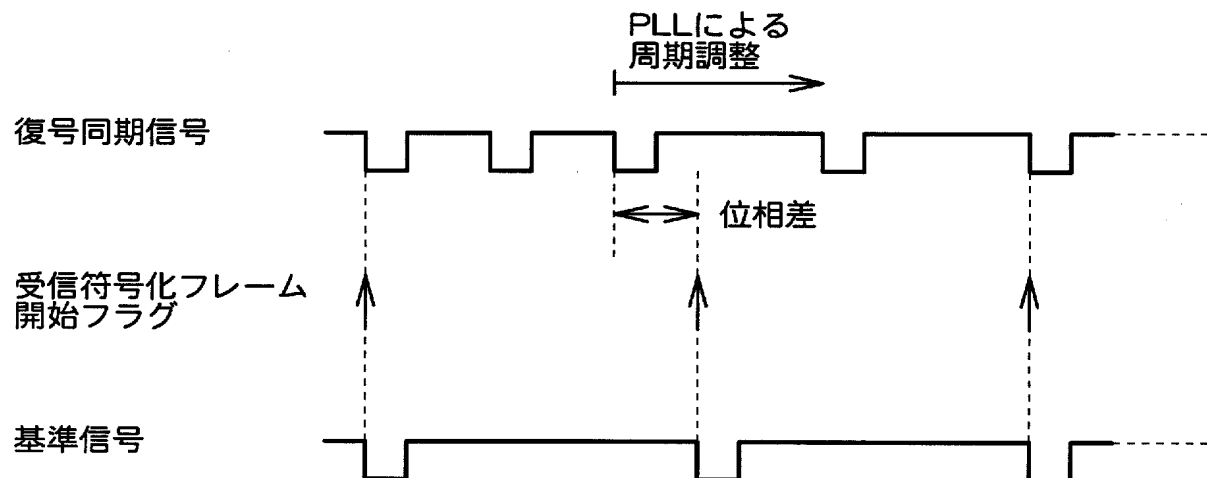 PLLによる
周期調整
復号同期信号
位相差
受信符号化フレーム
開始フラグ
基準信号